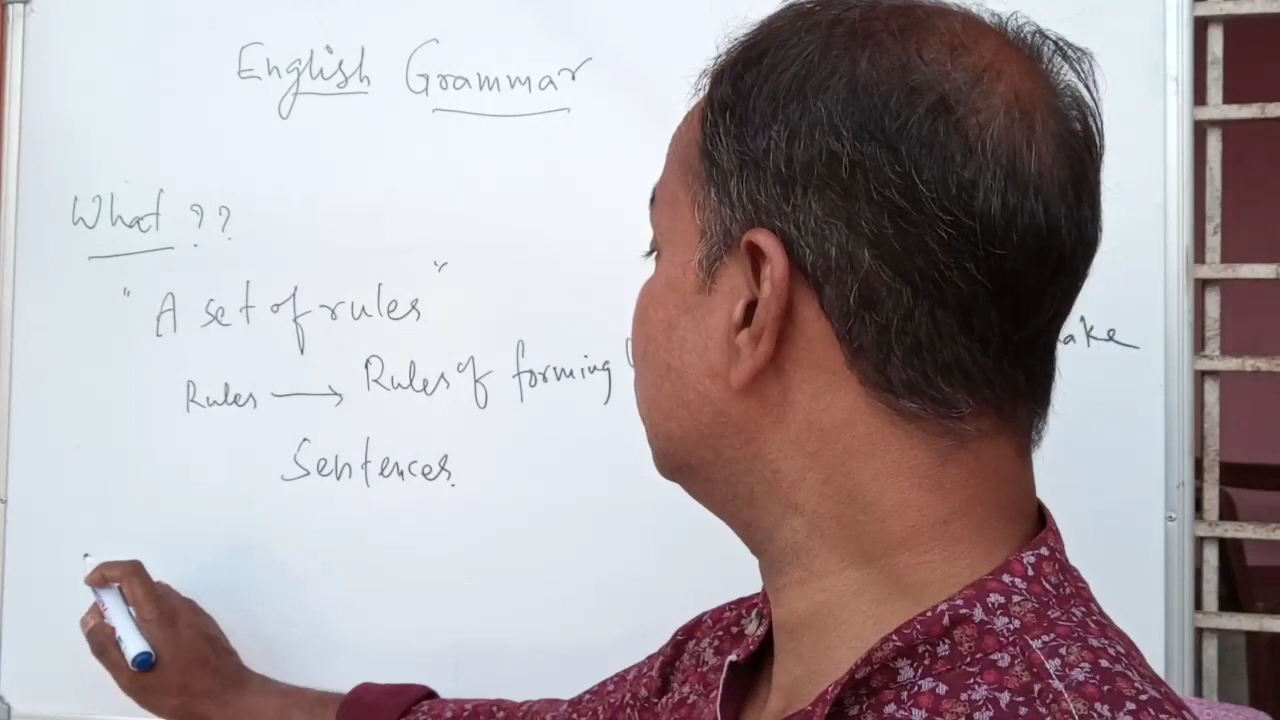 English Grammar
What ??
"A set of rules"
Rules → Rules of forming
Sentences.